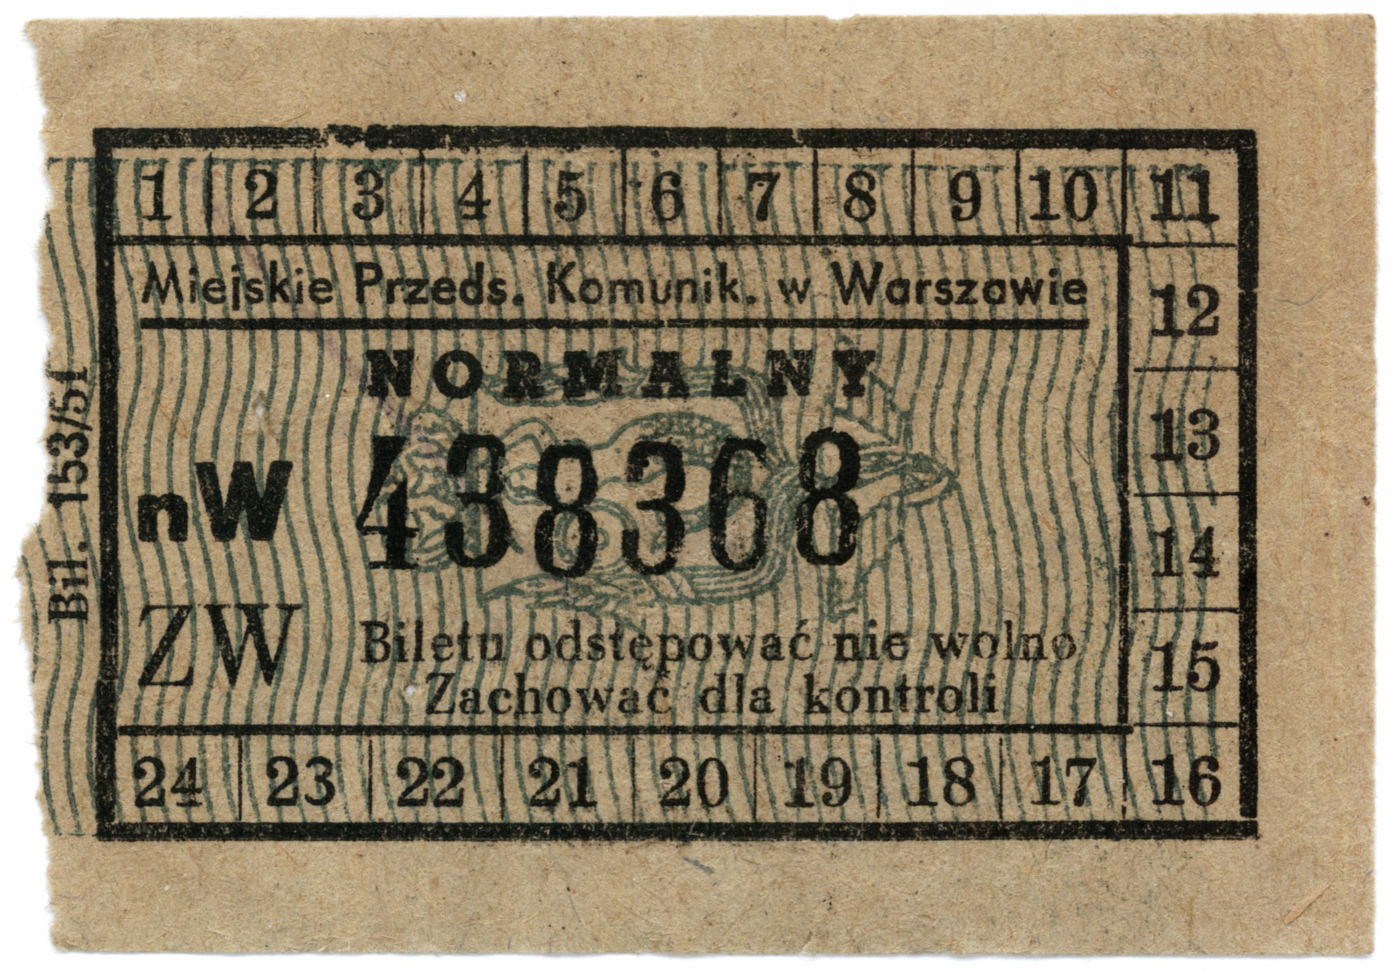 1 2 3 4 5 6 7 8 9 10 11
Miejskie Przeds. Komunik. w Warszawie
12
NORMALNY
13
nW 438368
14
ZW
Biletu odstępować nie wolno
15
Zachować dla kontroli
24 23 22 21 20 19 18 17 16
Bil. 153/51